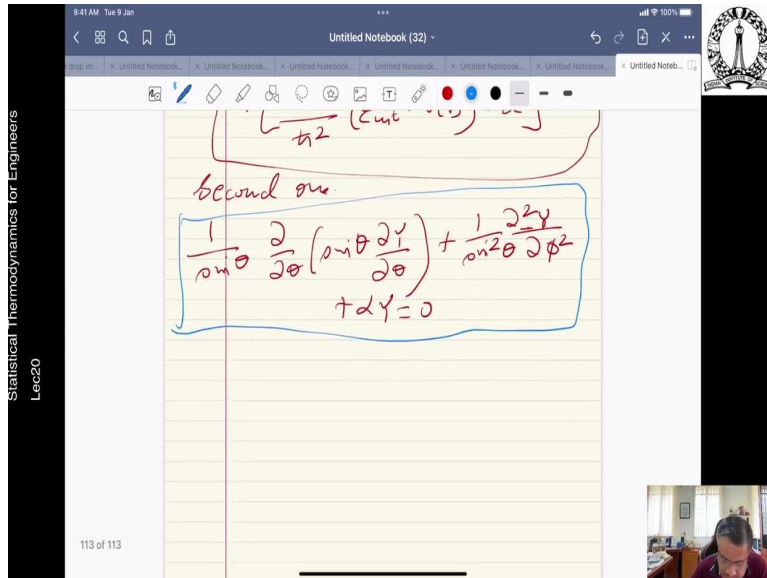 9:41 AM Tue 9 Jan
100%
Untitled Notebook (32)
drop im...
× Untitled Notebook...
× Untitled Notebook...
× Untitled Notebook...
× Untitled Notebook...
× Untitled Notebook...
× Untitled Notebook...
× Untitled Noteb...
ħ²
Second one.
1/sinθ ∂/∂θ (sinθ ∂Y/∂θ) + 1/sin²θ ∂²Y/∂φ²
+ αY = 0
113 of 113
Statistical Thermodynamics for Engineers
Lec20